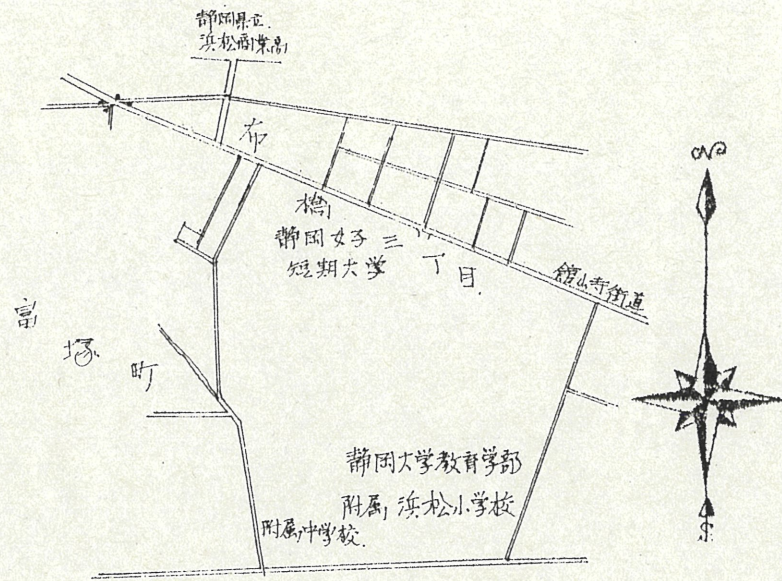 静岡県立
浜松商業高
布
橋
三
丁
目
静岡女子
短期大学
舘山寺街道
富
塚
町
静岡大学教育学部
附属浜松小学校
附属中学校
N
S